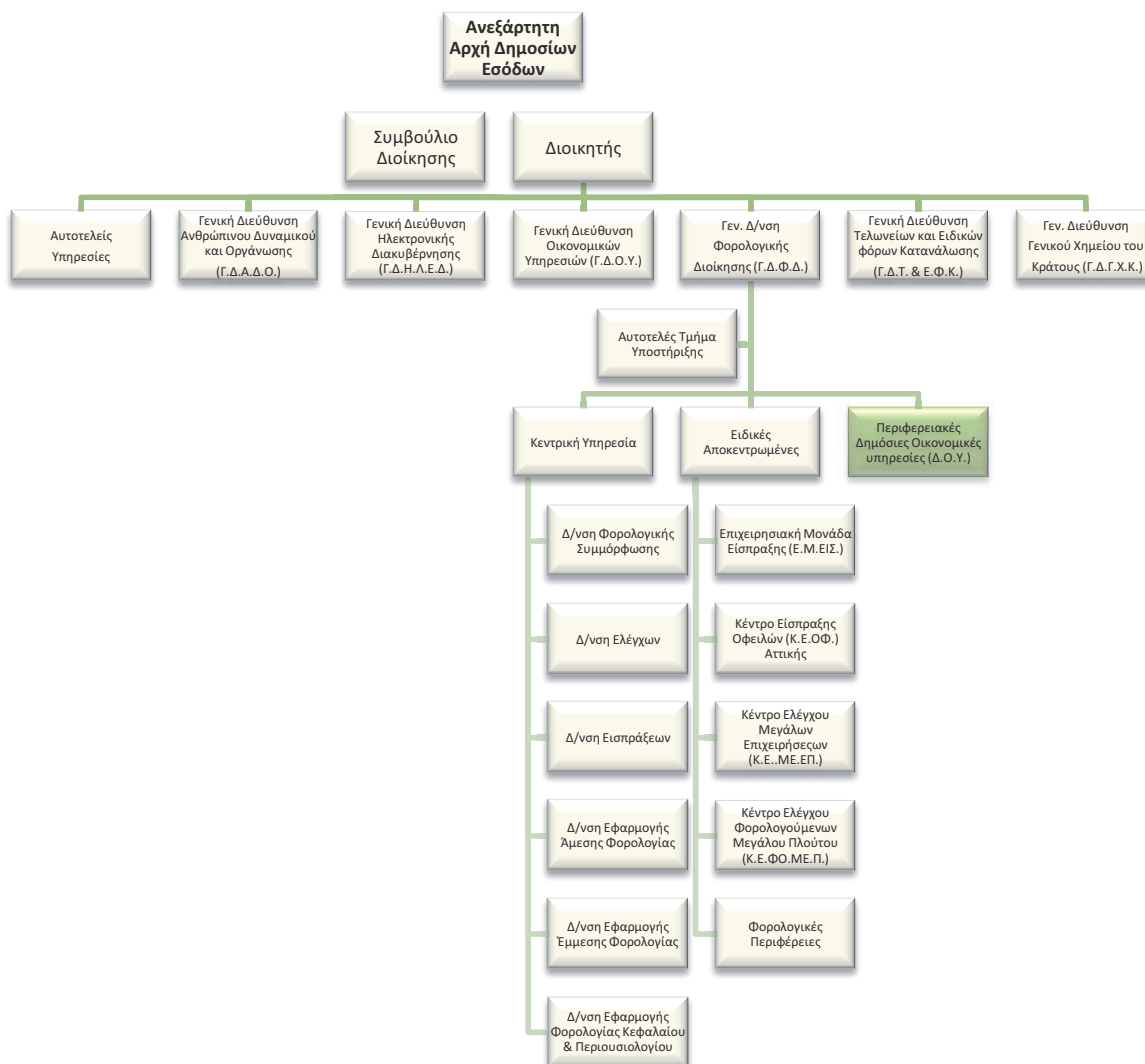 Ανεξάρτητη
Αρχή Δημοσίων
Εσόδων
Συμβούλιο
Διοίκησης
Διοικητής
Αυτοτελείς
Υπηρεσίες
Γενική Διεύθυνση
Ανθρώπινου Δυναμικού
και Οργάνωσης
(Γ.Δ.Α.Δ.Ο.)
Γενική Διεύθυνση
Ηλεκτρονικής
Διακυβέρνησης
(Γ.Δ.Η.Λ.Ε.Δ.)
Γενική Διεύθυνση
Οικονομικών
Υπηρεσιών (Γ.Δ.Ο.Υ.)
Γεν. Δ/νση
Φορολογικής
Διοίκησης (Γ.Δ.Φ.Δ.)
Γενική Διεύθυνση
Τελωνείων και Ειδικών
φόρων Κατανάλωσης
(Γ.Δ.Τ. & Ε.Φ.Κ.)
Γεν. Διεύθυνση
Γενικού Χημείου του
Κράτους (Γ.Δ.Γ.Χ.Κ.)
Αυτοτελές Τμήμα
Υποστήριξης
Κεντρική Υπηρεσία
Ειδικές
Αποκεντρωμένες
Περιφερειακές
Δημόσιες Οικονομικές
υπηρεσίες (Δ.Ο.Υ.)
Δ/νση Φορολογικής
Συμμόρφωσης
Δ/νση Ελέγχων
Δ/νση Εισπράξεων
Δ/νση Εφαρμογής
Άμεσης Φορολογίας
Δ/νση Εφαρμογής
Έμμεσης Φορολογίας
Δ/νση Εφαρμογής
Φορολογίας Κεφαλαίου
& Περιουσιολογίου
Επιχειρησιακή Μονάδα
Είσπραξης (Ε.Μ.ΕΙΣ.)
Κέντρο Είσπραξης
Οφειλών (Κ.Ε.ΟΦ.)
Αττικής
Κέντρο Ελέγχου
Μεγάλων
Επιχειρήσεςων
(Κ.Ε..ΜΕ.ΕΠ.)
Κέντρο Ελέγχου
Φορολογούμενων
Μεγάλου Πλούτου
(Κ.Ε.ΦΟ.ΜΕ.Π.)
Φορολογικές
Περιφέρειες